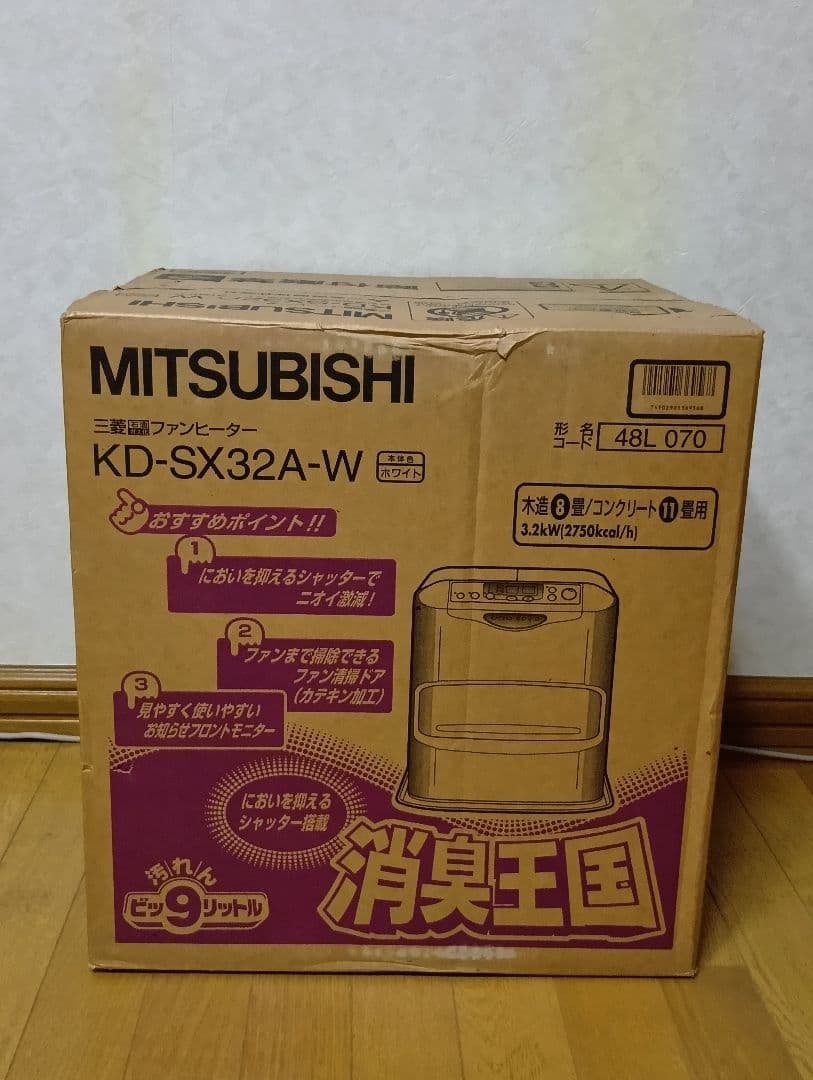 MITSUBISHI
MITSUBISHI
三菱石油ガス化ファンヒーター
KD-SX32A-W
本体色
ホワイト
形名
コード
48L 070
木造8畳/コンクリート11畳用
3.2kW(2750kcal/h)
おすすめポイント!!
1
においを抑えるシャッターで
ニオイ激減!
2
ファンまで掃除できる
ファン清掃ドア
(カテキン加工)
3
見やすく使いやすい
お知らせフロントモニター
においを抑える
シャッター搭載
汚れん
ビッ9リットル
消臭王国